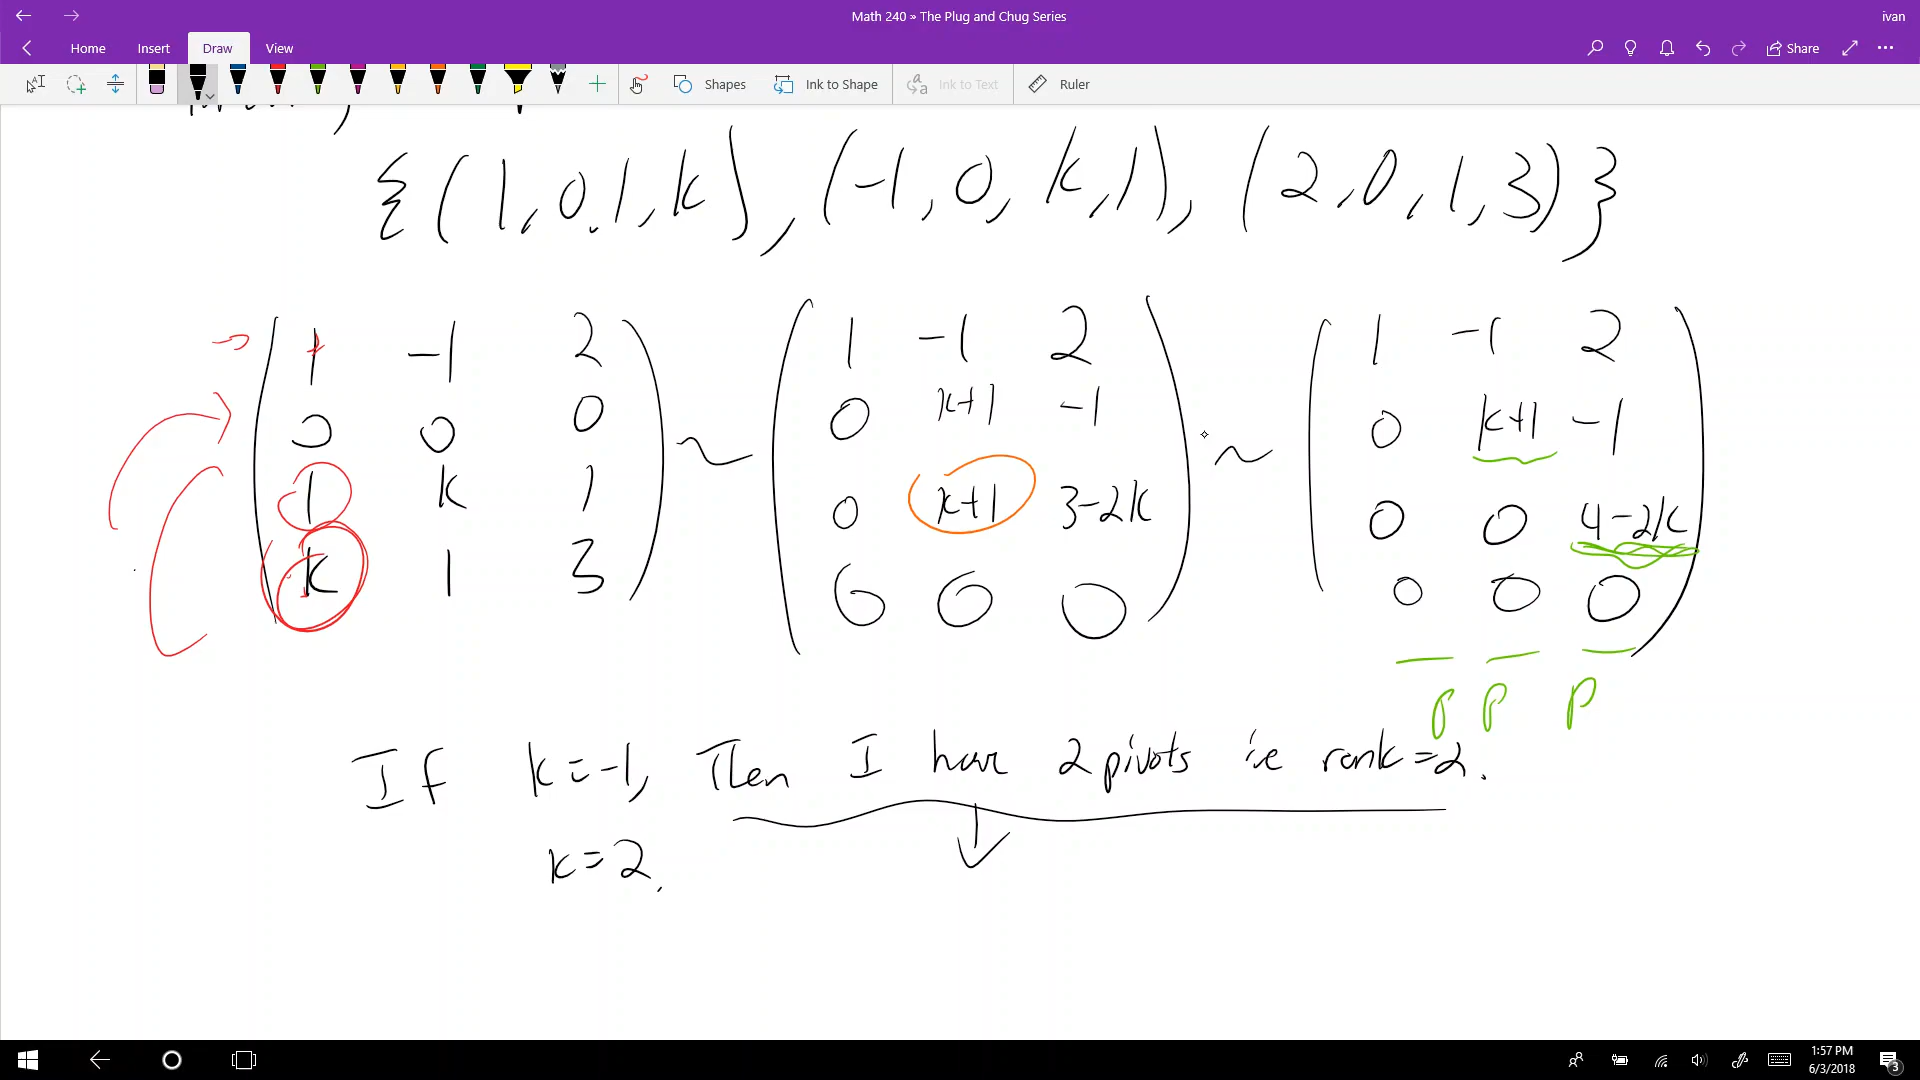 Math 240 » The Plug and Chug Series
ivan
Home Insert Draw View
Share
Shapes Ink to Shape Ink to Text Ruler
{(1,0,1,k), (-1,0,k,1), (2,0,1,3)}
1 -1 2
0 0 0
1 k 1
k 1 3
~
1 -1 2
0 k+1 -1
0 k+1 3-2k
0 0 0
~
1 -1 2
0 k+1 -1
0 0 4-2k
0 0 0
P P P
If k=-1, Then I have 2 pivots ie rank=2.
k=2.
1:57 PM
6/3/2018
3